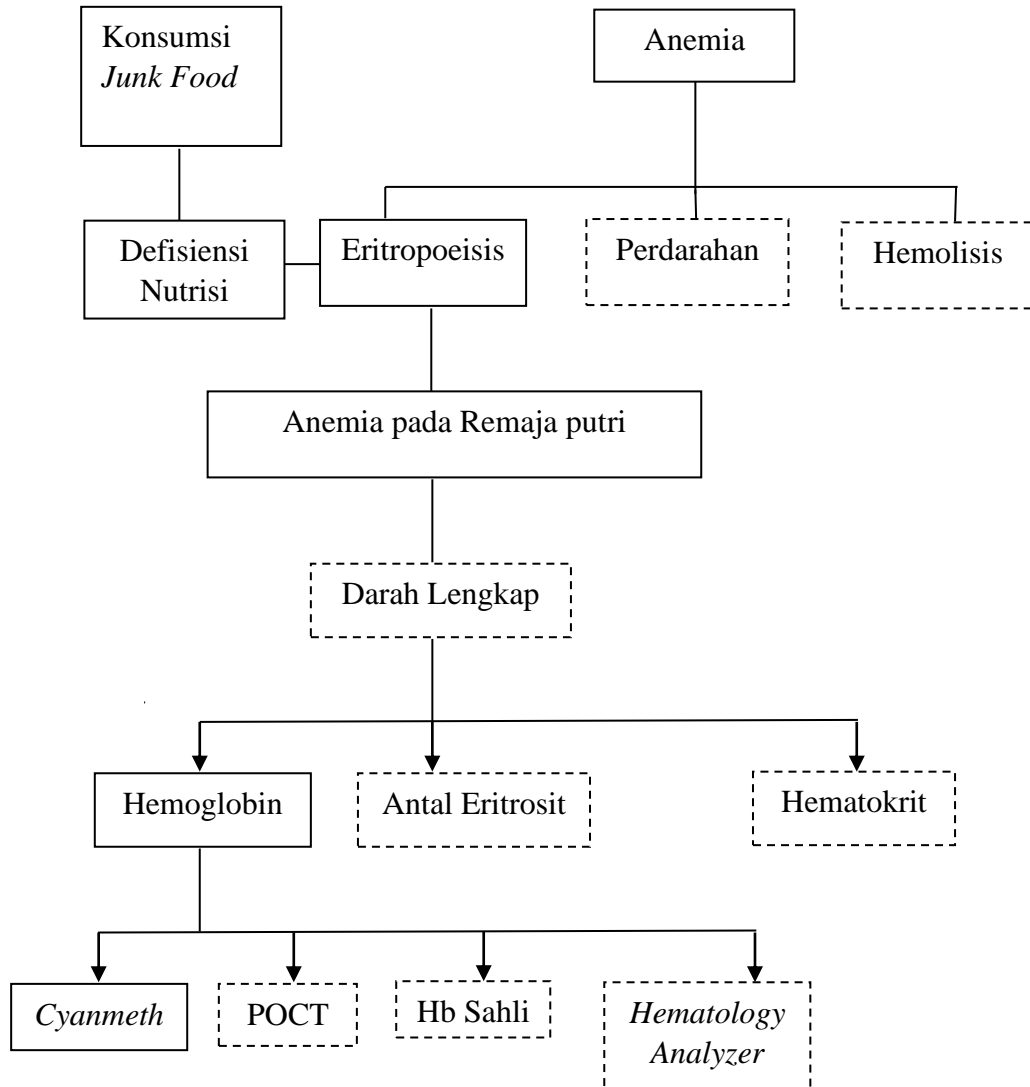 Konsumsi
Junk Food
Anemia
Defisiensi
Nutrisi
Eritropoeisis
Perdarahan
Hemolisis
Anemia pada Remaja putri
Darah Lengkap
Hemoglobin
Antal Eritrosit
Hematokrit
Cyanmeth
POCT
Hb Sahli
Hematology
Analyzer